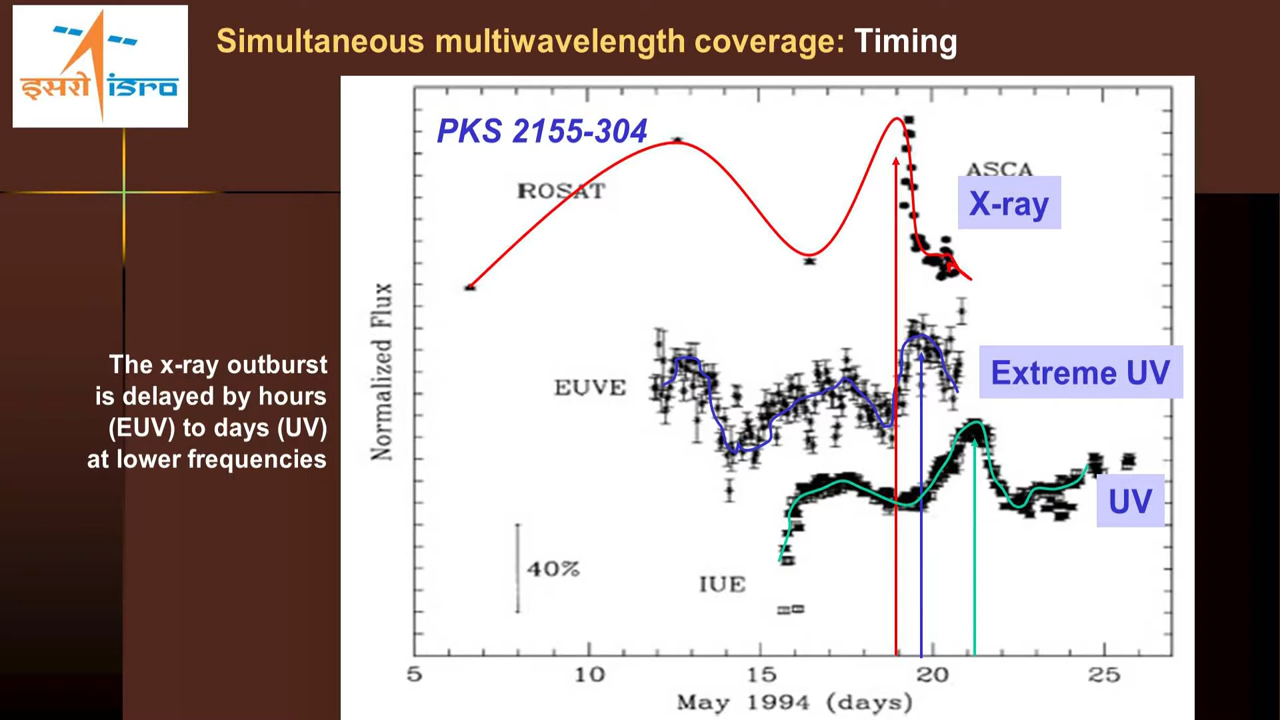 इसरो isro
Simultaneous multiwavelength coverage: Timing
PKS 2155-304
ROSAT
ASCA
X-ray
Normalized Flux
The x-ray outburst
is delayed by hours
(EUV) to days (UV)
at lower frequencies
EUVE
Extreme UV
UV
40%
IUE
5 10 15 20 25
May 1994 (days)